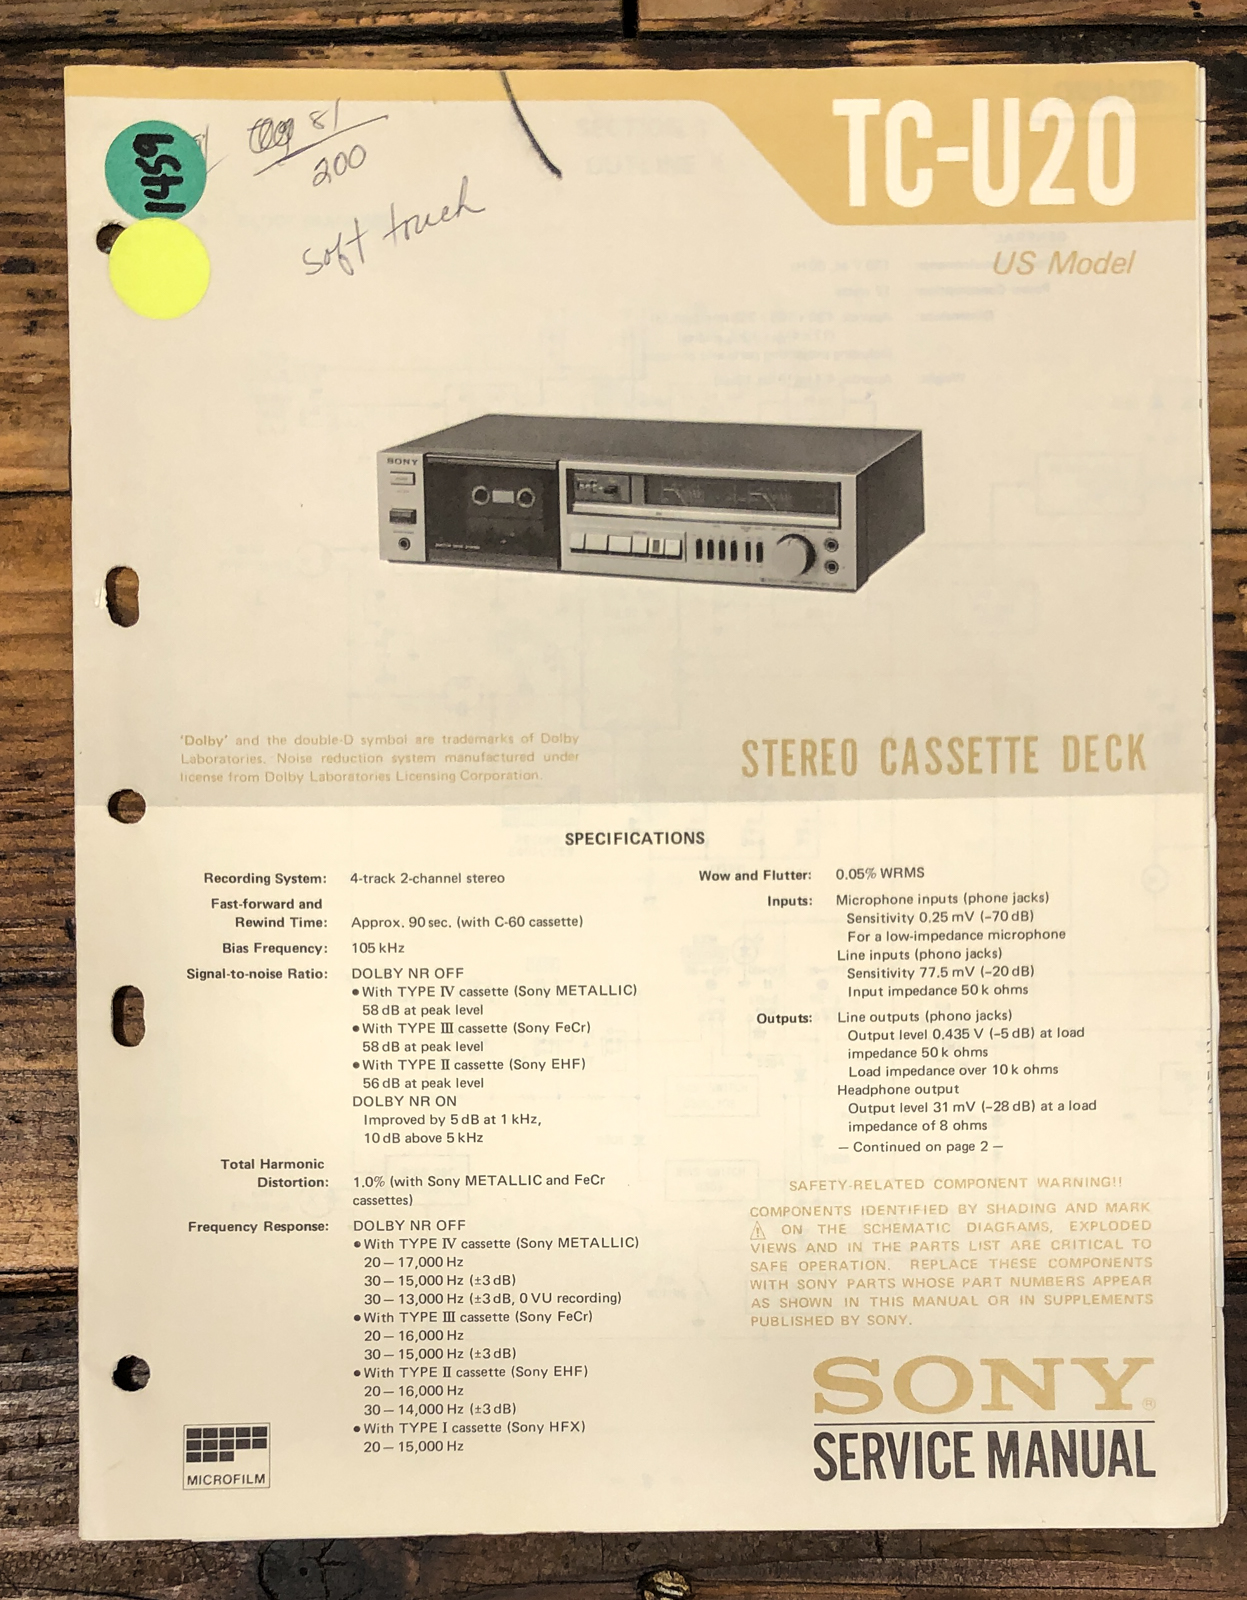 TC-U20
US Model
1459
81
200
soft touch
SONY
'Dolby' and the double-D symbol are trademarks of Dolby
Laboratories. Noise reduction system manufactured under
license from Dolby Laboratories Licensing Corporation.
STEREO CASSETTE DECK
SPECIFICATIONS
Recording System: 4-track 2-channel stereo
Fast-forward and
Rewind Time: Approx. 90 sec. (with C-60 cassette)
Bias Frequency: 105 kHz
Signal-to-noise Ratio: DOLBY NR OFF
● With TYPE IV cassette (Sony METALLIC)
58 dB at peak level
● With TYPE III cassette (Sony FeCr)
58 dB at peak level
● With TYPE II cassette (Sony EHF)
56 dB at peak level
DOLBY NR ON
Improved by 5 dB at 1 kHz,
10 dB above 5 kHz
Total Harmonic
Distortion: 1.0% (with Sony METALLIC and FeCr
cassettes)
Frequency Response: DOLBY NR OFF
● With TYPE IV cassette (Sony METALLIC)
20 – 17,000 Hz
30 – 15,000 Hz (±3 dB)
30 – 13,000 Hz (±3 dB, 0 VU recording)
● With TYPE III cassette (Sony FeCr)
20 – 16,000 Hz
30 – 15,000 Hz (±3 dB)
● With TYPE II cassette (Sony EHF)
20 – 16,000 Hz
30 – 14,000 Hz (±3 dB)
● With TYPE I cassette (Sony HFX)
20 – 15,000 Hz
Wow and Flutter: 0.05% WRMS
Inputs: Microphone inputs (phone jacks)
Sensitivity 0.25 mV (–70 dB)
For a low-impedance microphone
Line inputs (phono jacks)
Sensitivity 77.5 mV (–20 dB)
Input impedance 50 k ohms
Outputs: Line outputs (phono jacks)
Output level 0.435 V (–5 dB) at load
impedance 50 k ohms
Load impedance over 10 k ohms
Headphone output
Output level 31 mV (–28 dB) at a load
impedance of 8 ohms
– Continued on page 2 –
SAFETY-RELATED COMPONENT WARNING!!
COMPONENTS IDENTIFIED BY SHADING AND MARK
⚠ ON THE SCHEMATIC DIAGRAMS, EXPLODED
VIEWS AND IN THE PARTS LIST ARE CRITICAL TO
SAFE OPERATION. REPLACE THESE COMPONENTS
WITH SONY PARTS WHOSE PART NUMBERS APPEAR
AS SHOWN IN THIS MANUAL OR IN SUPPLEMENTS
PUBLISHED BY SONY.
MICROFILM
SONY®
SERVICE MANUAL